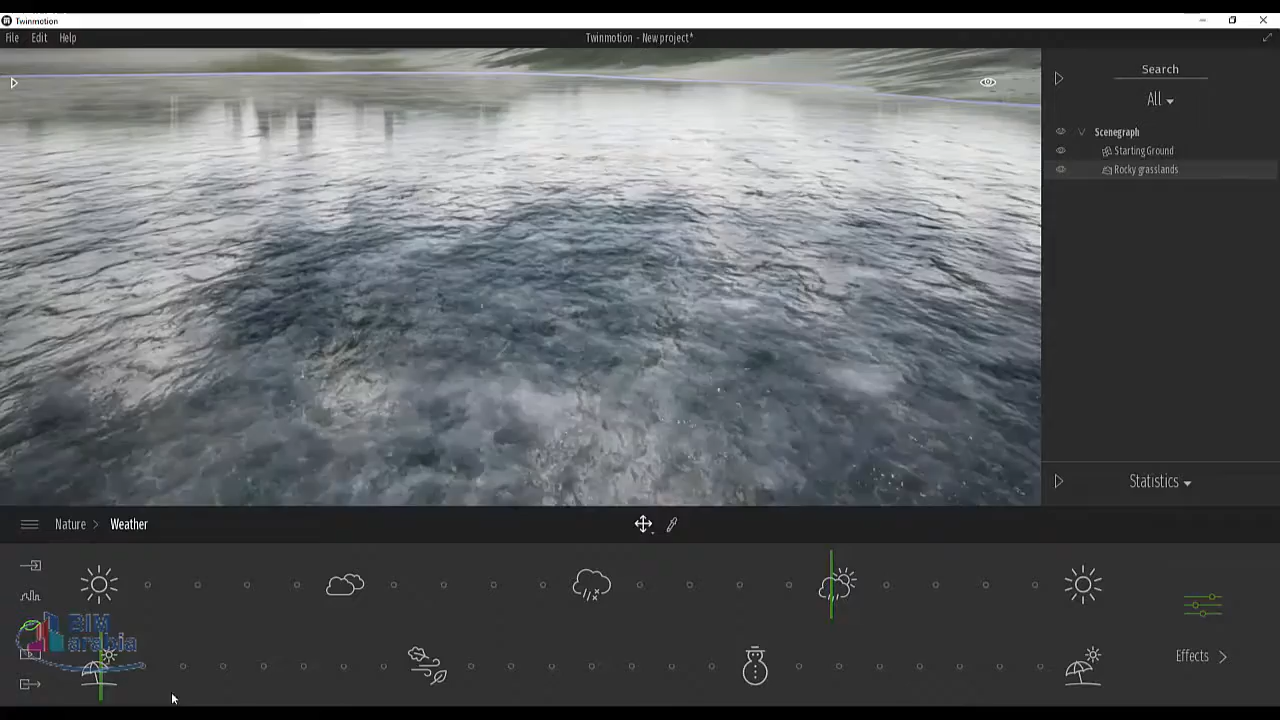 Twinmotion
File Edit Help
Twinmotion - New project*
Search
All
Scenegraph
Starting Ground
Rocky grasslands
Statistics
Nature > Weather
BIM
arabia
Effects